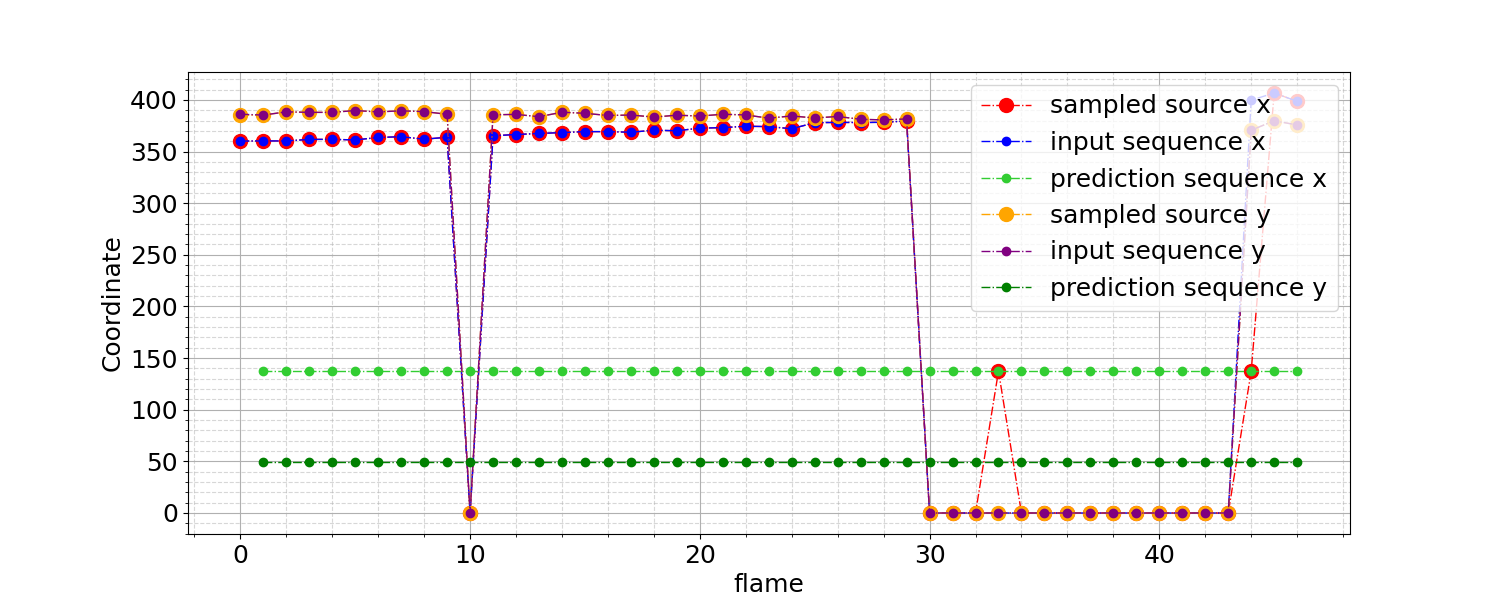 400
350
300
250
200
150
100
50
0
Coordinate
sampled source x
input sequence x
prediction sequence x
sampled source y
input sequence y
prediction sequence y
0 10 20 30 40
flame